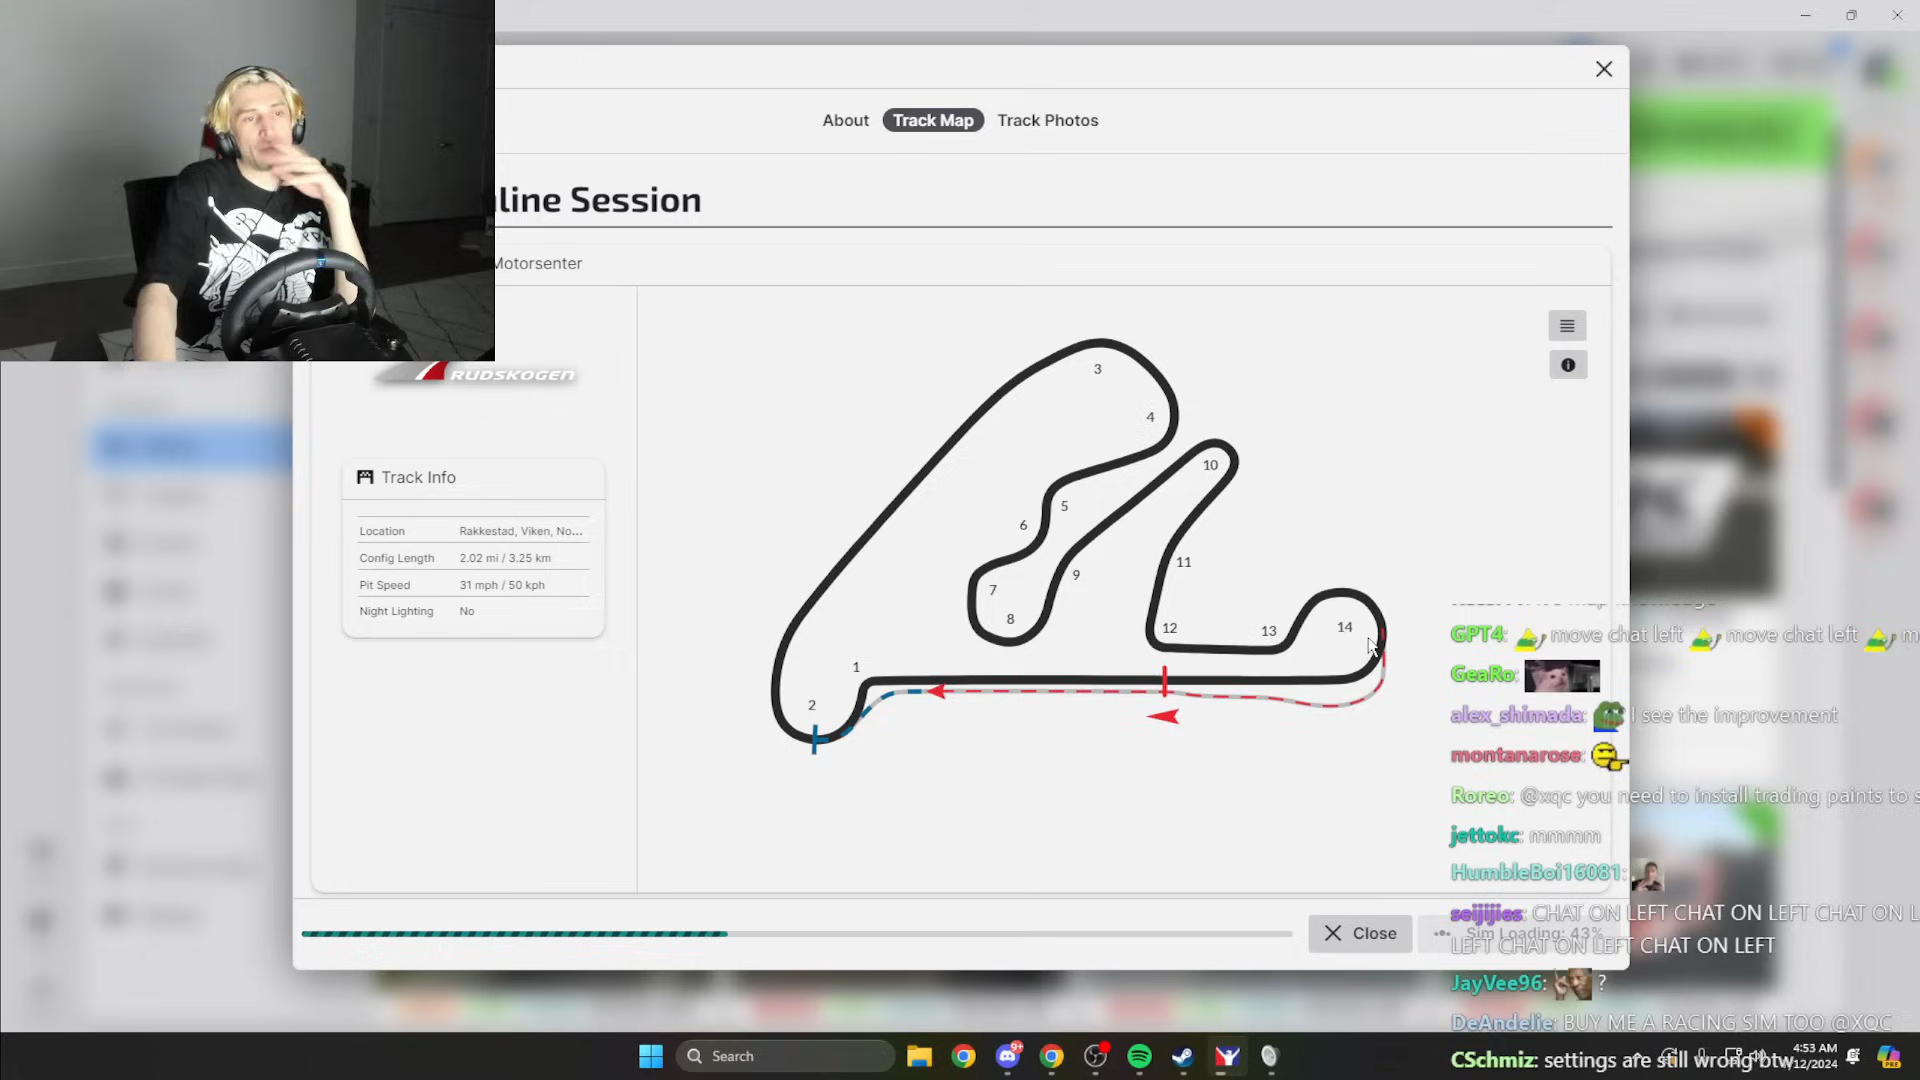 About
Track Map
Track Photos
line Session
Motorsenter
RUDSKOGEN
Track Info
Location Rakkestad, Viken, No...
Config Length 2.02 mi / 3.25 km
Pit Speed 31 mph / 50 kph
Night Lighting No
1
2
3
4
5
6
7
8
9
10
11
12
13
14
GPT4: move chat left move chat left m
GeaRo:
alex_shimada: I see the improvement
montanarose:
Roreo: @xqc you need to install trading paints to s
jettokc: mmmm
HumbleBoi16081:
seijijies: CHAT ON LEFT CHAT ON LEFT CHAT ON L
LEFT CHAT ON LEFT CHAT ON LEFT
JayVee96: ?
DeAndelie: BUY ME A RACING SIM TOO @XQC
CSchmiz: settings are still wrong btw
Close
Sim Loading: 43%
Search
9+
4:53 AM
/12/2024
PRE